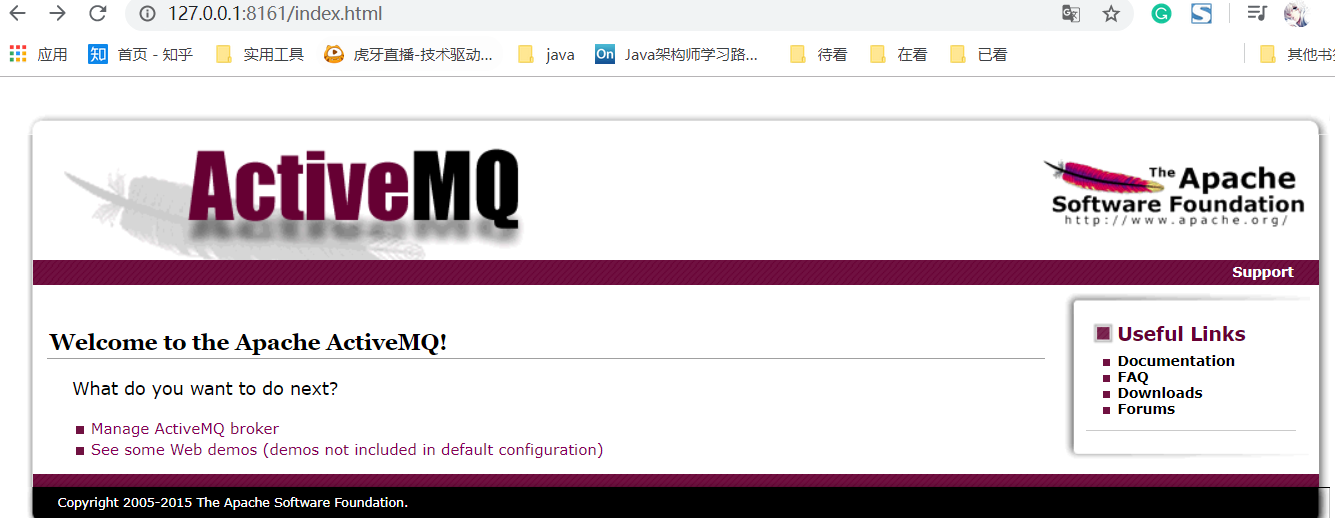 127.0.0.1:8161/index.html
应用 首页 - 知乎 实用工具 虎牙直播-技术驱动... java Java架构师学习路... 待看 在看 已看 其他书签
ActiveMQ
The Apache
Software Foundation
http://www.apache.org/
Support
Welcome to the Apache ActiveMQ!
What do you want to do next?
Manage ActiveMQ broker
See some Web demos (demos not included in default configuration)
Useful Links
Documentation
FAQ
Downloads
Forums
Copyright 2005-2015 The Apache Software Foundation.